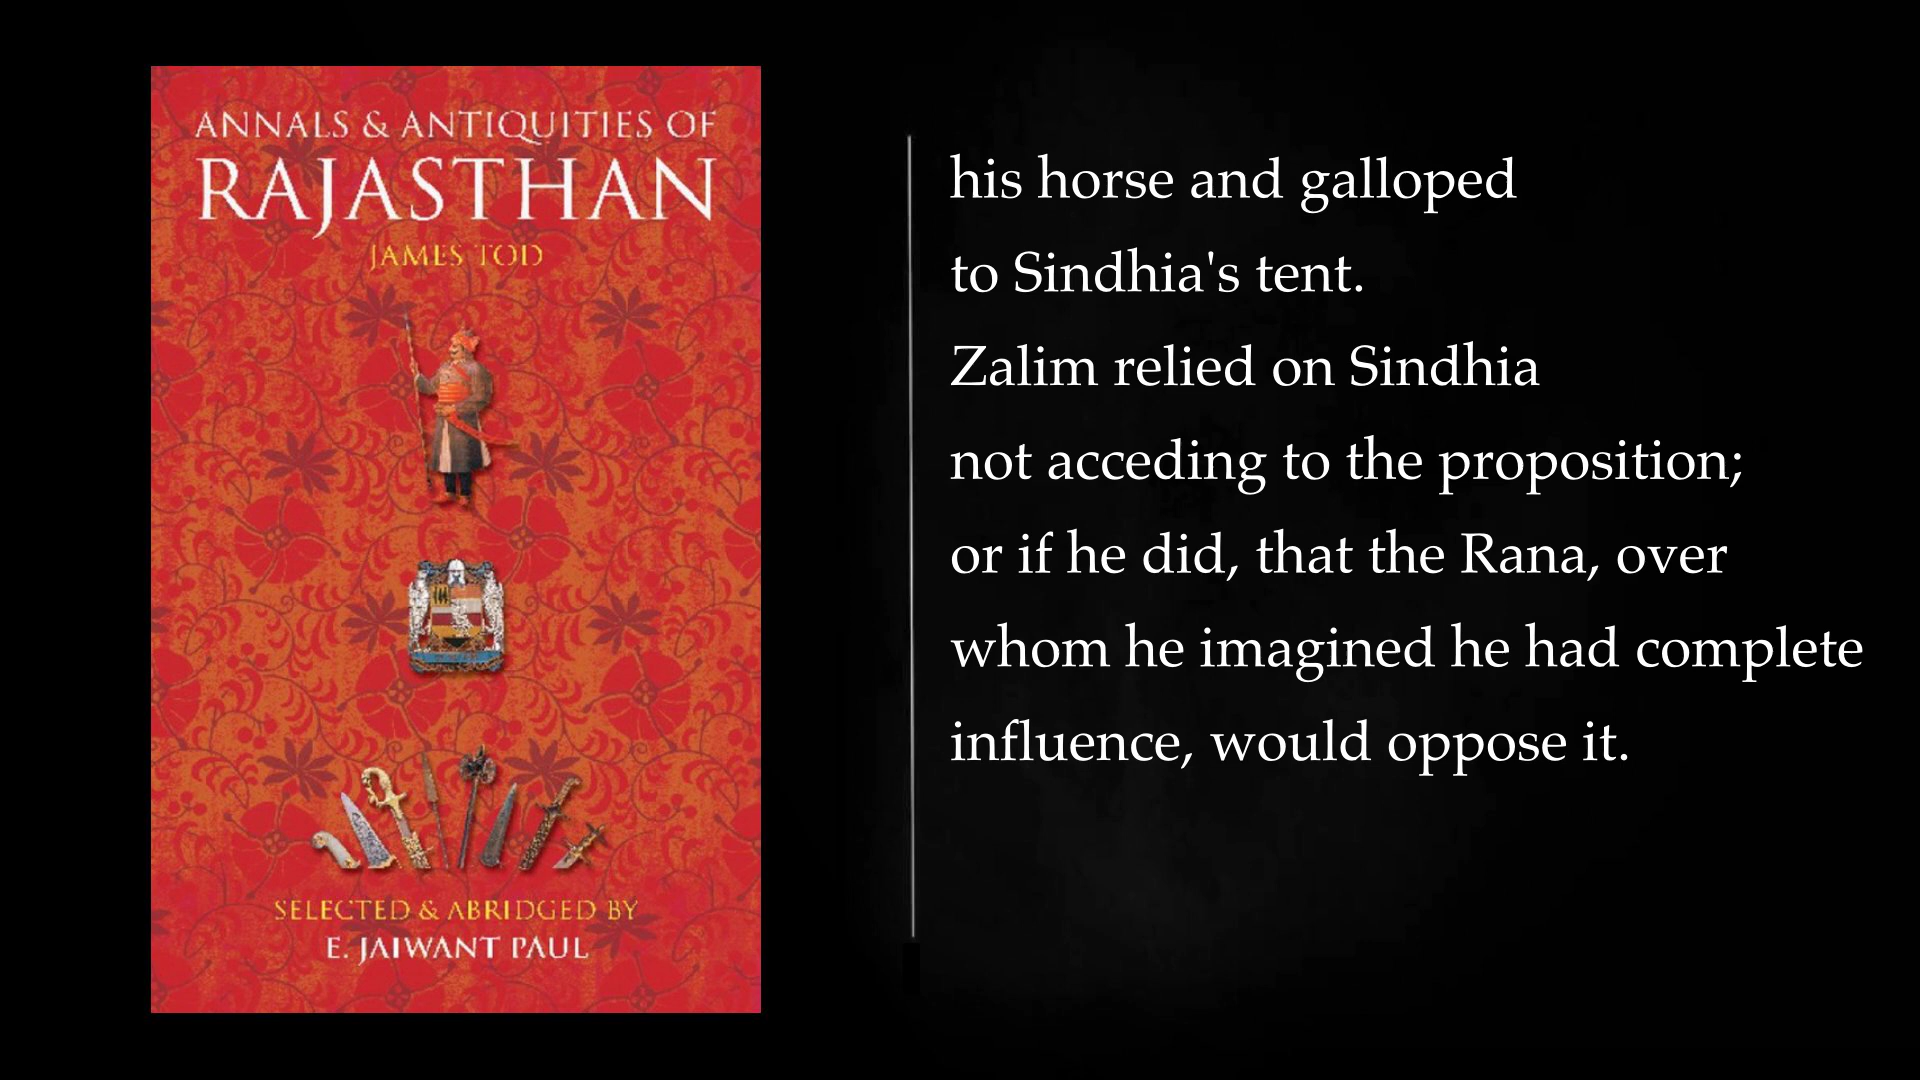 ANNALS & ANTIQUITIES OF
RAJASTHAN
JAMES TOD
SELECTED & ABRIDGED BY
E. JAIWANT PAUL
his horse and galloped
to Sindhia's tent.
Zalim relied on Sindhia
not acceding to the proposition;
or if he did, that the Rana, over
whom he imagined he had complete
influence, would oppose it.